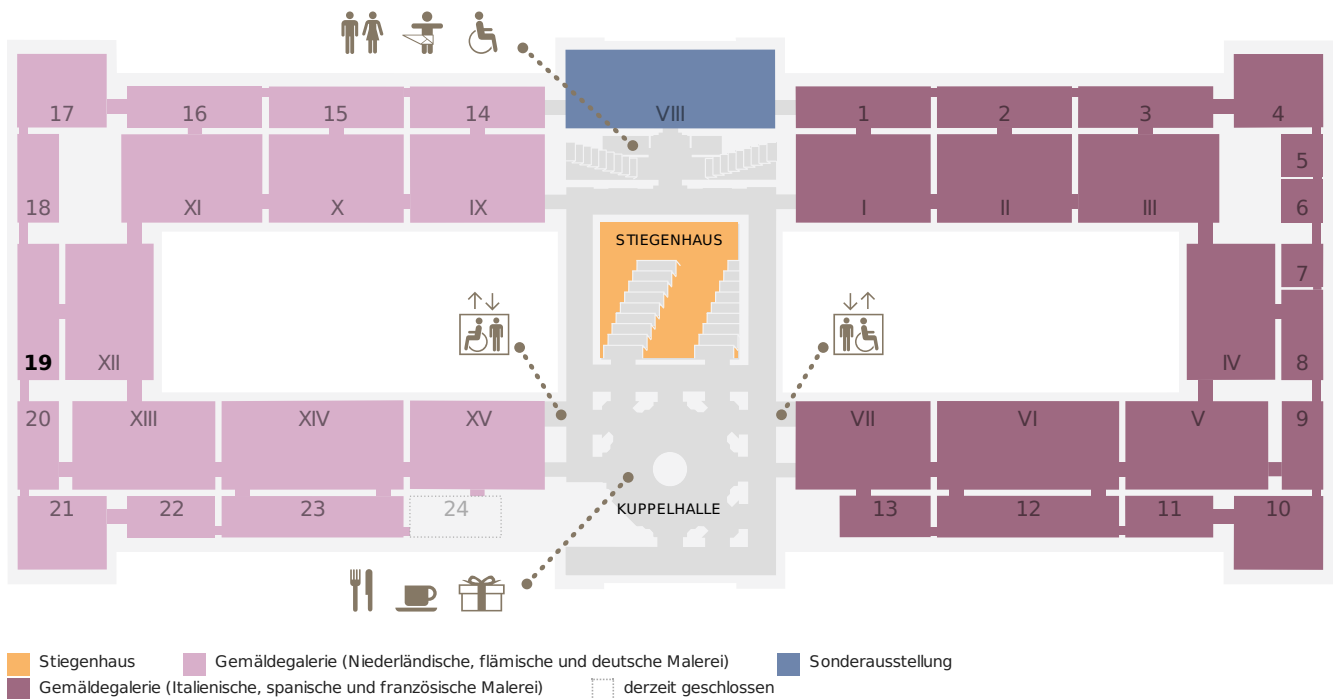 17 16 15 14 VIII 1 2 3 4
5
18 XI X IX I II III 6
STIEGENHAUS
7
19 XII IV 8
20 XIII XIV XV VII VI V 9
21 22 23 24 KUPPELHALLE 13 12 11 10
Stiegenhaus Gemäldegalerie (Niederländische, flämische und deutsche Malerei) Sonderausstellung
Gemäldegalerie (Italienische, spanische und französische Malerei) derzeit geschlossen